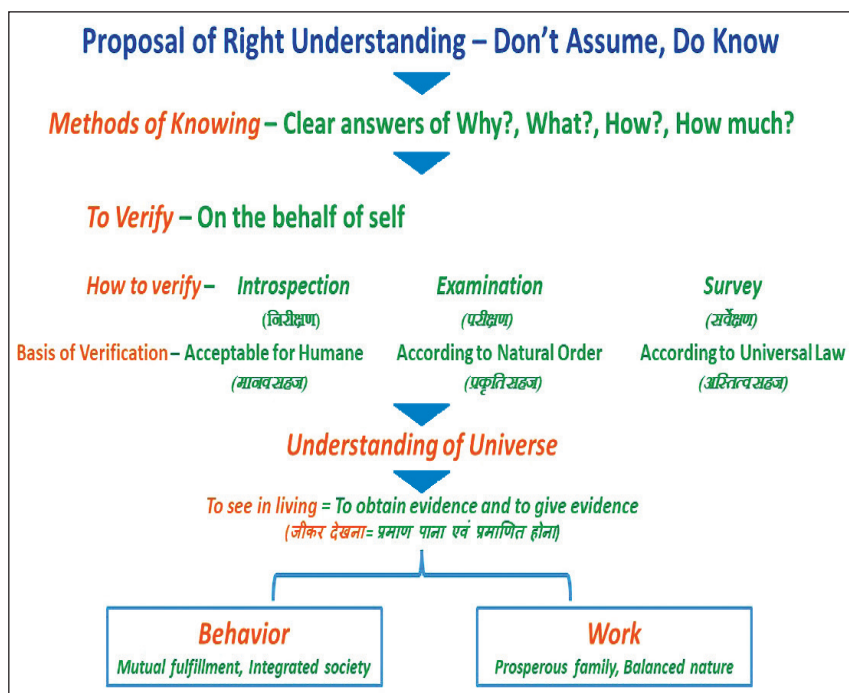 Proposal of Right Understanding – Don't Assume, Do Know
Methods of Knowing – Clear answers of Why?, What?, How?, How much?
To Verify – On the behalf of self
How to verify – Introspection Examination Survey
(निरीक्षण) (परीक्षण) (सर्वेक्षण)
Basis of Verification – Acceptable for Humane According to Natural Order According to Universal Law
(मानव सहज) (प्रकृति सहज) (अस्तित्व सहज)
Understanding of Universe
To see in living = To obtain evidence and to give evidence
(जीकर देखना = प्रमाण पाना एवं प्रमाणित होना)
Behavior Work
Mutual fulfillment, Integrated society Prosperous family, Balanced nature